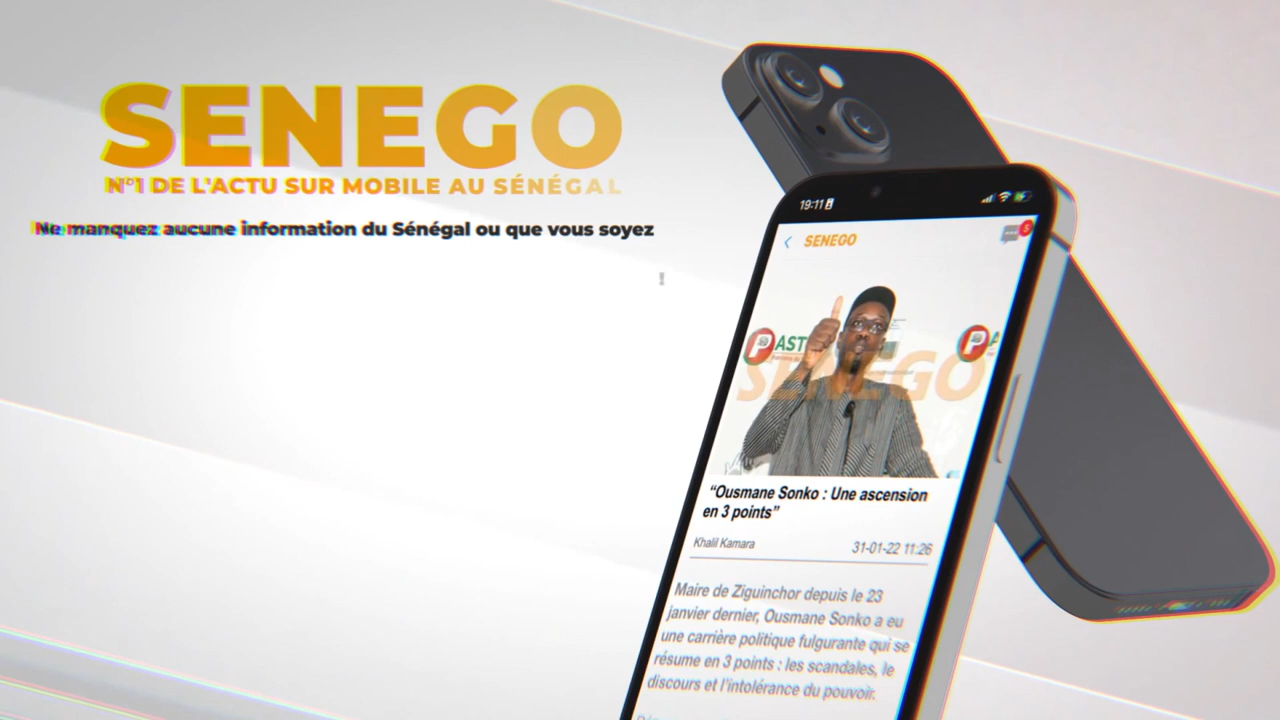 SENEGO
N°1 DE L'ACTU SUR MOBILE AU SÉNÉGAL
Ne manquez aucune information du Sénégal ou que vous soyez
19:11
SENEGO
5
PAST
P
SENEGO
“Ousmane Sonko : Une ascension
en 3 points”
Khalil Kamara 31-01-22 11:26
Maire de Ziguinchor depuis le 23
janvier dernier, Ousmane Sonko a eu
une carrière politique fulgurante qui se
résume en 3 points : les scandales, le
discours et l'intolérance du pouvoir.